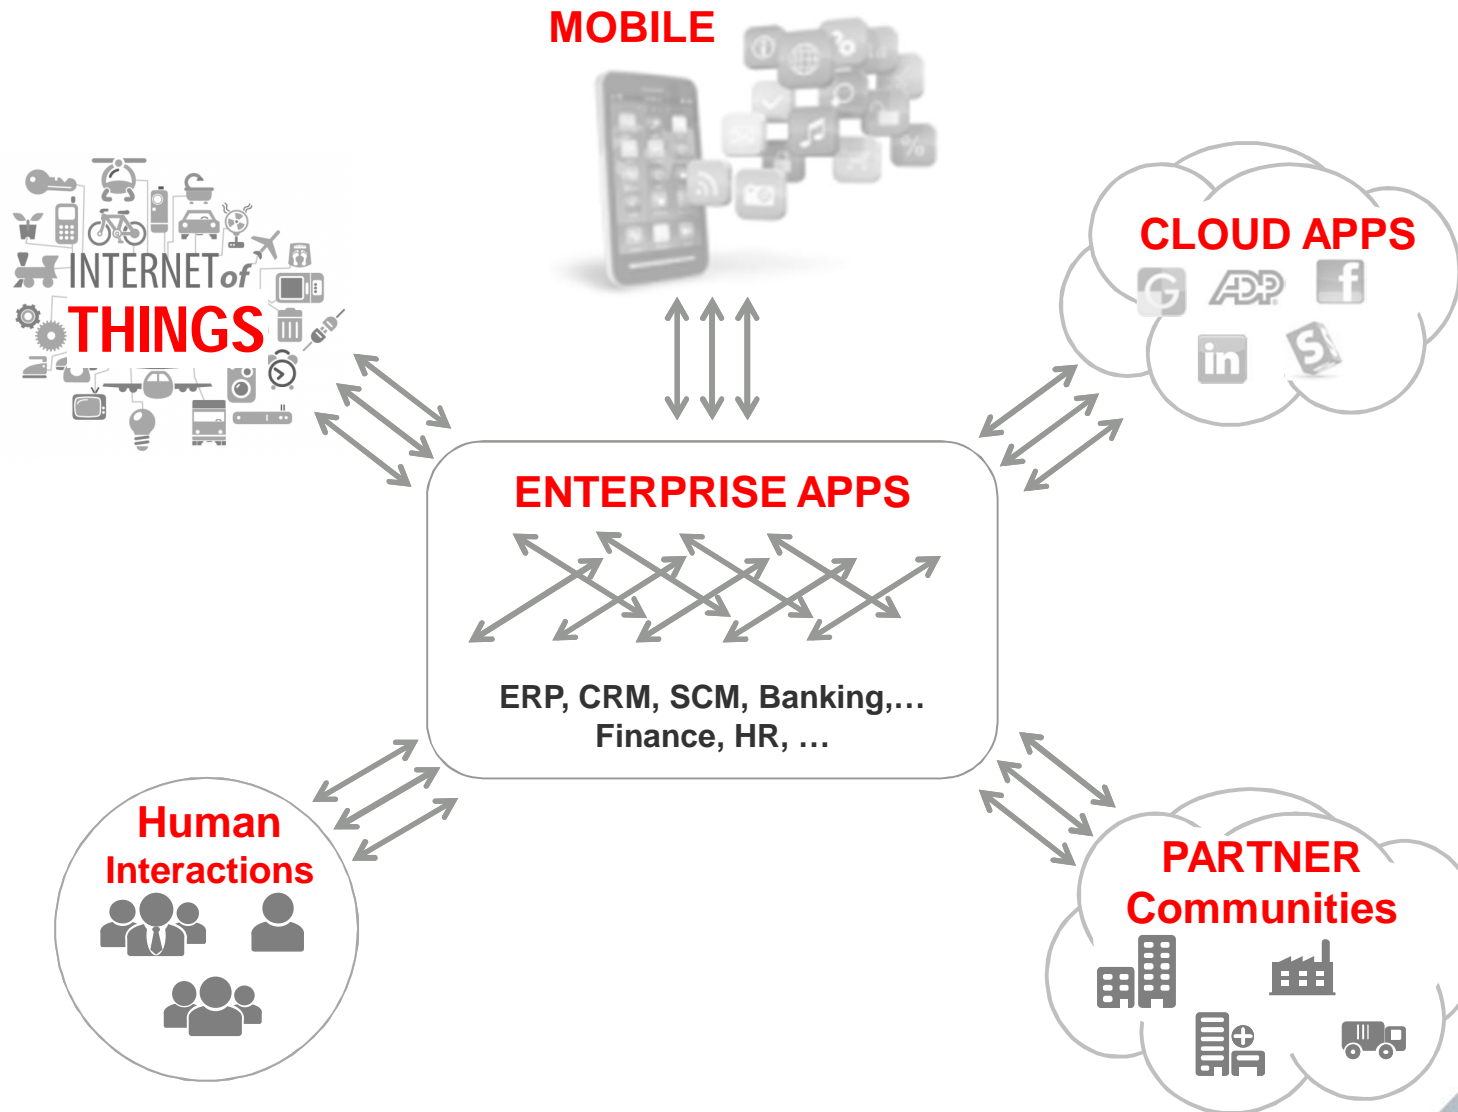 MOBILE
INTERNET of
THINGS
CLOUD APPS
G
ADP
f
in
S
ENTERPRISE APPS
ERP, CRM, SCM, Banking,...
Finance, HR, ...
Human
Interactions
PARTNER
Communities